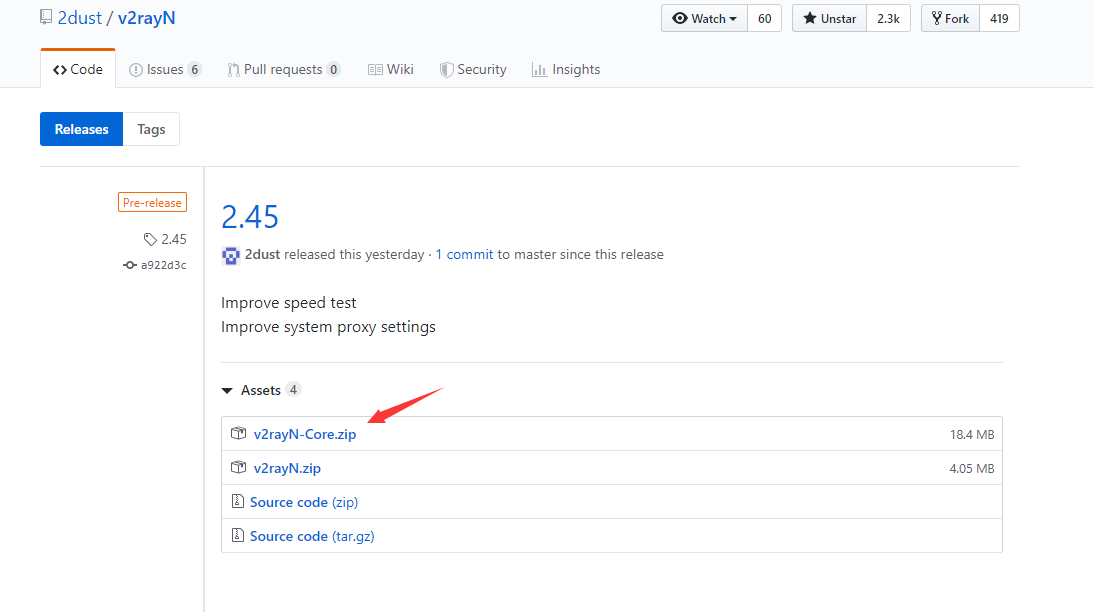 2dust / v2rayN
Watch 60 Unstar 2.3k Fork 419
Code Issues 6 Pull requests 0 Wiki Security Insights
Releases Tags
Pre-release
2.45
a922d3c
2.45
2dust released this yesterday · 1 commit to master since this release
Improve speed test
Improve system proxy settings
Assets 4
v2rayN-Core.zip 18.4 MB
v2rayN.zip 4.05 MB
Source code (zip)
Source code (tar.gz)